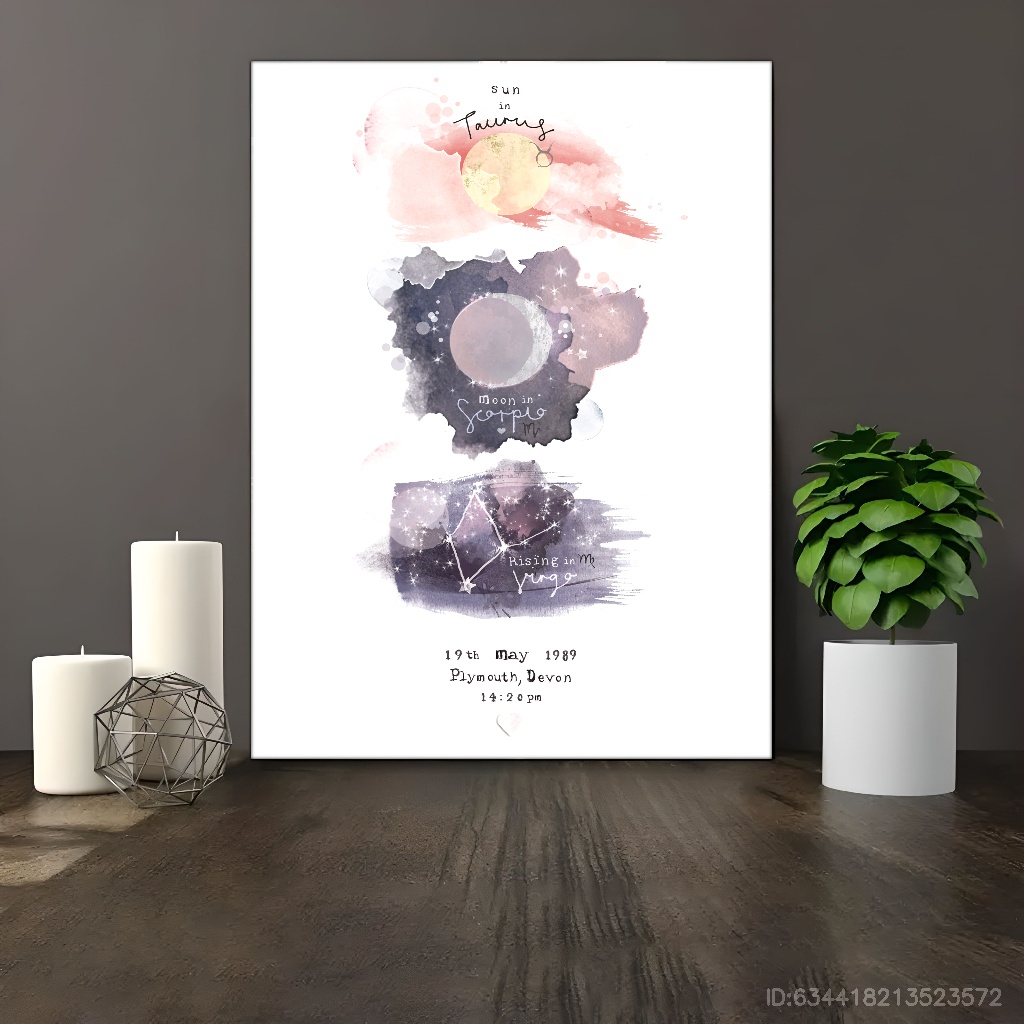 sun
in
Taurus
moon in
Scorpio
Rising in
Virgo
19th may 1989
Plymouth, Devon
14:20pm
ID:634418213523572